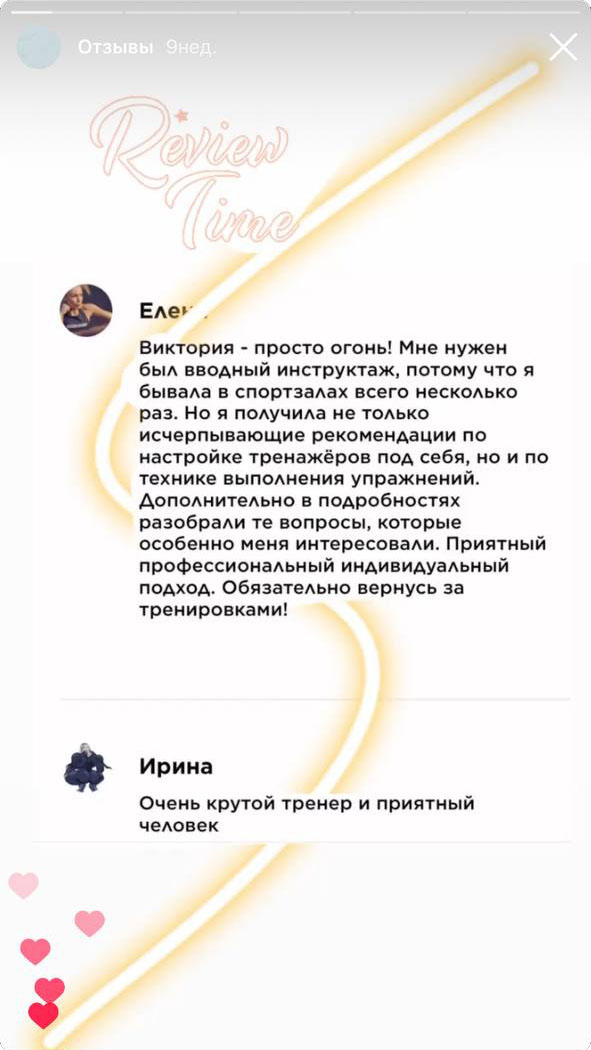 Отзывы 9нед.
Review
Time
Виктория - просто огонь! Мне нужен
был вводный инструктаж, потому что я
бывала в спортзалах всего несколько
раз. Но я получила не только
исчерпывающие рекомендации по
настройке тренажёров под себя, но и по
технике выполнения упражнений.
Дополнительно в подробностях
разобрали те вопросы, которые
особенно меня интересовали. Приятный
профессиональный индивидуальный
подход. Обязательно вернусь за
тренировками!
Ирина
Очень крутой тренер и приятный
человек